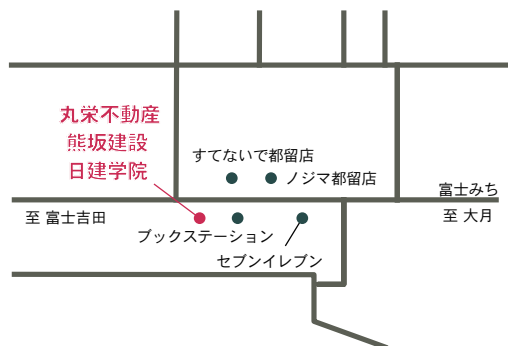 丸栄不動産
熊坂建設
日建学院
すてないで都留店
ノジマ都留店
富士みち
至 富士吉田
至 大月
ブックステーション
セブンイレブン